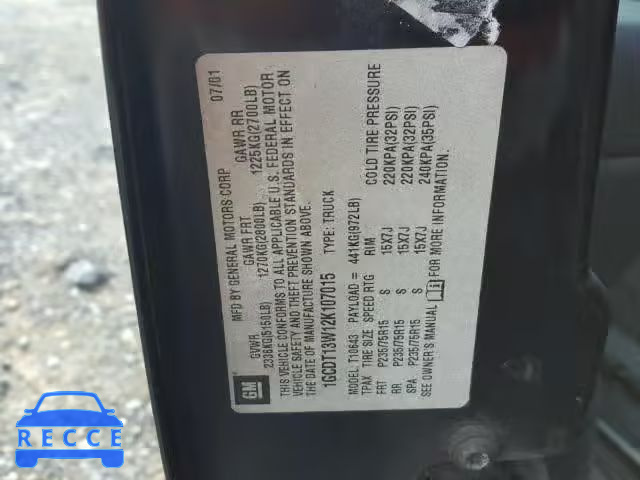 GM
MFD BY GENERAL MOTORS CORP 07/01
GVWR GAWR FRT GAWR RR
2336KG(5150LB) 1270KG(2800LB) 1225KG(2700LB)
THIS VEHICLE CONFORMS TO ALL APPLICABLE U.S. FEDERAL MOTOR
VEHICLE SAFETY AND THEFT PREVENTION STANDARDS IN EFFECT ON
THE DATE OF MANUFACTURE SHOWN ABOVE.
1GCDT13W12K107015 TYPE: TRUCK
MODEL: T10643 PAYLOAD = 441KG(972LB)
TPAK TIRE SIZE SPEED RTG RIM COLD TIRE PRESSURE
FRT P235/75R15 S 15X7J 220KPA(32PSI)
RR P235/75R15 S 15X7J 220KPA(32PSI)
SPA P235/75R15 S 15X7J 240KPA(35PSI)
SEE OWNER'S MANUAL FOR MORE INFORMATION.
RECCE